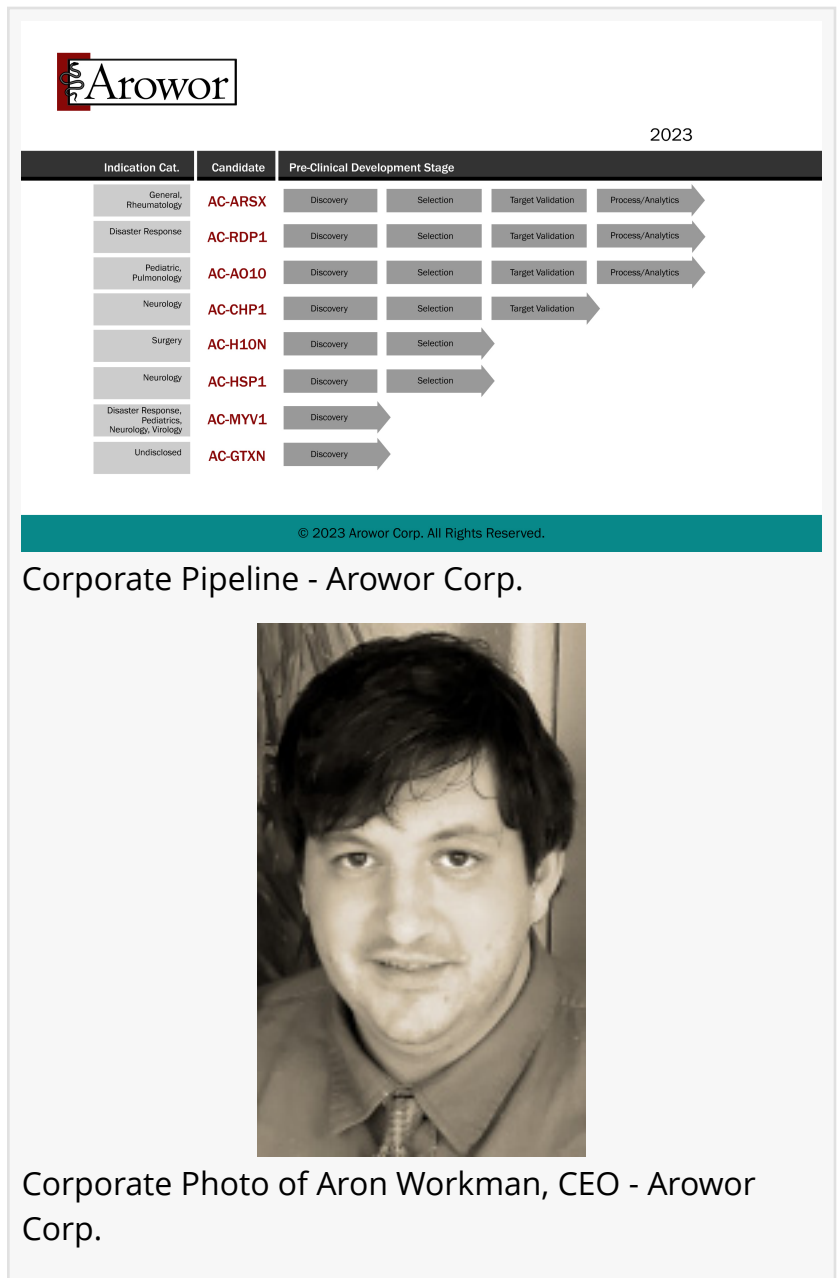 Arowor
2023
Indication Cat. Candidate Pre-Clinical Development Stage
General,
Rheumatology
AC-ARSX Discovery Selection Target Validation Process/Analytics
Disaster Response
AC-RDP1 Discovery Selection Target Validation Process/Analytics
Pediatric,
Pulmonology
AC-AO10 Discovery Selection Target Validation Process/Analytics
Neurology
AC-CHP1 Discovery Selection Target Validation
Surgery
AC-H10N Discovery Selection
Neurology
AC-HSP1 Discovery Selection
Disaster Response,
Pediatrics,
Neurology, Virology
AC-MYV1 Discovery
Undisclosed
AC-GTXN Discovery
© 2023 Arowor Corp. All Rights Reserved.
Corporate Pipeline - Arowor Corp.
Corporate Photo of Aron Workman, CEO - Arowor
Corp.